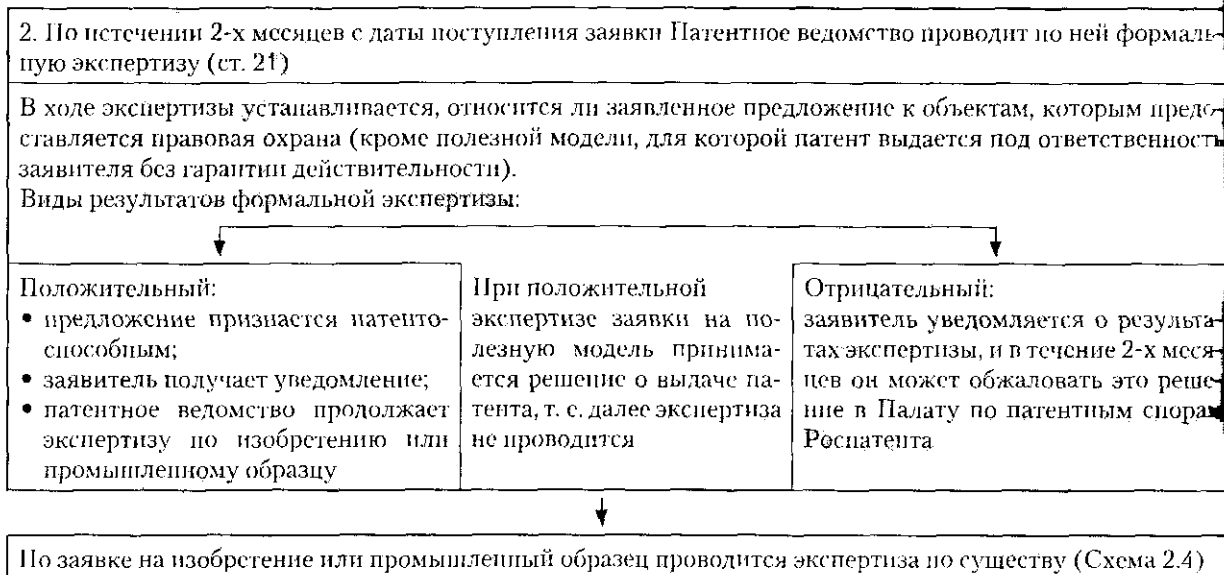 2. По истечении 2-х месяцев с даты поступления заявки Патентное ведомство проводит по ней формаль-
ную экспертизу (ст. 21)
В ходе экспертизы устанавливается, относится ли заявленное предложение к объектам, которым предо-
ставляется правовая охрана (кроме полезной модели, для которой патент выдается под ответственность
заявителя без гарантии действительности).
Виды результатов формальной экспертизы:
Положительный:
• предложение признается патенто-
способным;
• заявитель получает уведомление;
• патентное ведомство продолжает
экспертизу по изобретению или
промышленному образцу
При положительной
экспертизе заявки на по-
лезную модель принима-
ется решение о выдаче па-
тента, т. е. далее экспертиза
не проводится
Отрицательный:
заявитель уведомляется о результа-
тах экспертизы, и в течение 2-х меся-
цев он может обжаловать это реше-
ние в Палату по патентным спорам
Роспатента
По заявке на изобретение или промышленный образец проводится экспертиза по существу (Схема 2.4)